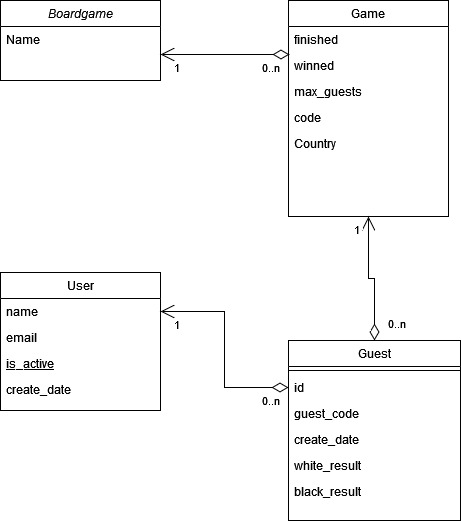 Boardgame
Name
1
0..n
Game
finished
winned
max_guests
code
Country
1
0..n
User
name
email
is_active
create_date
1
0..n
Guest
id
guest_code
create_date
white_result
black_result